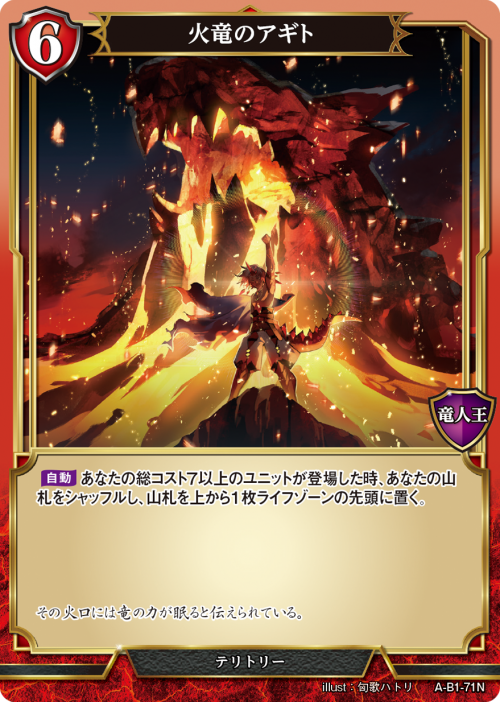 6
火竜のアギト
竜人王
自動 あなたの総コスト7以上のユニットが登場した時、あなたの山
札をシャッフルし、山札を上から1枚ライフゾーンの先頭に置く。
その火口には竜の力が眠ると伝えられている。
テリトリー
illust：匈歌ハトリ A-B1-71N